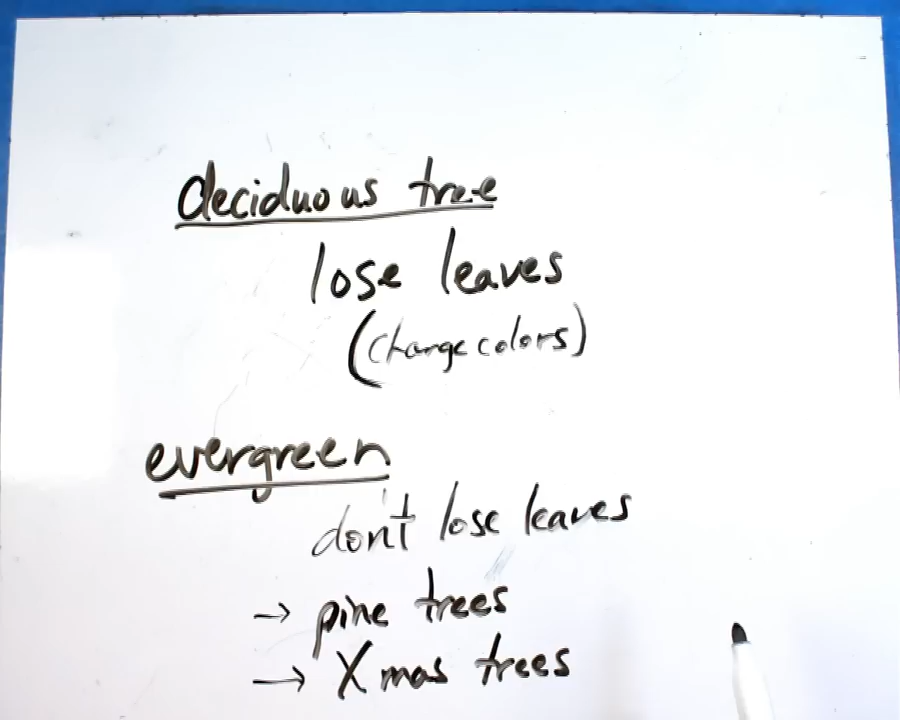 deciduous tree
lose leaves
(change colors)
evergreen
don't lose leaves
→ pine trees
→ Xmas trees